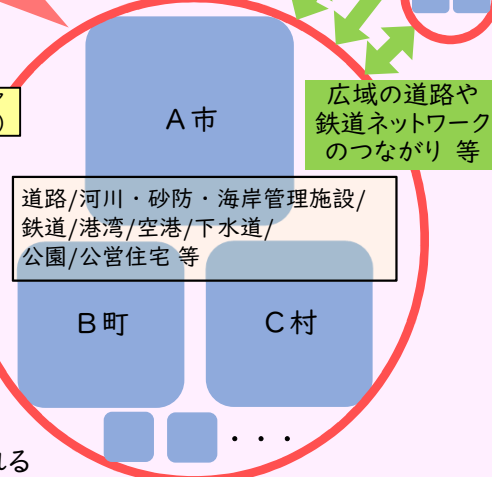 A市
広域の道路や
鉄道ネットワーク
のつながり 等
道路/河川・砂防・海岸管理施設/
鉄道/港湾/空港/下水道/
公園/公営住宅 等
B町
C村
・・・
れる